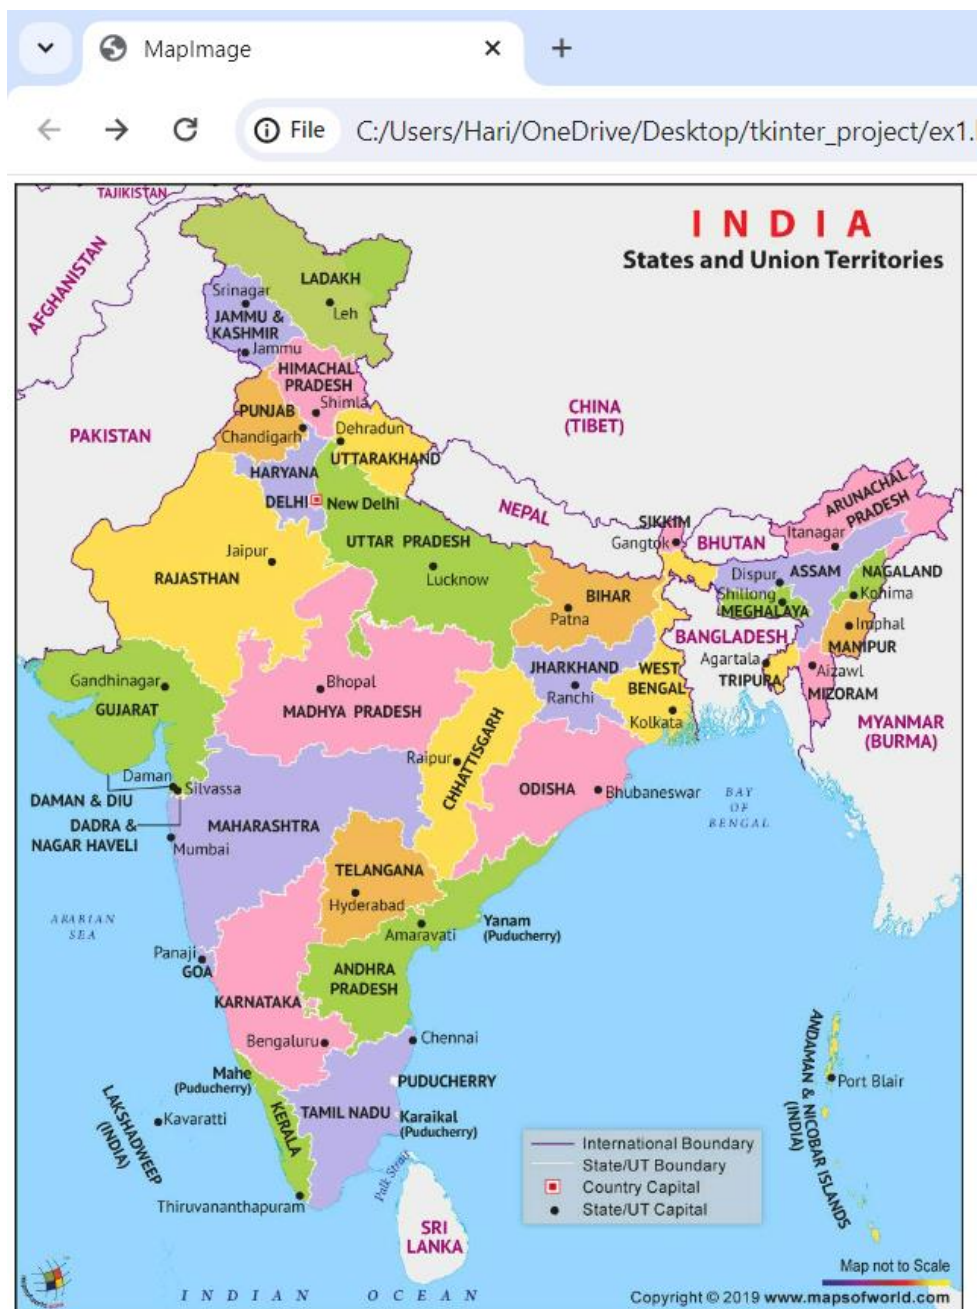 MapImage
File
C:/Users/Hari/OneDrive/Desktop/tkinter_project/ex1.
TAJIKISTAN
INDIA
States and Union Territories
AFGHANISTAN
LADAKH
Srinagar
Leh
JAMMU &
KASHMIR
Jammu
HIMACHAL
PRADESH
Shimla
PUNJAB
CHINA
(TIBET)
PAKISTAN
Chandigarh
Dehradun
UTTARAKHAND
HARYANA
DELHI
New Delhi
NEPAL
ARUNACHAL
PRADESH
SIKKIM
Gangtok
BHUTAN
Itanagar
Jaipur
UTTAR PRADESH
RAJASTHAN
Lucknow
Dispur
ASSAM
NAGALAND
BIHAR
Patna
Shillong
MEGHALAYA
Kohima
Imphal
BANGLADESH
MANIPUR
Agartala
TRIPURA
Aizawl
MIZORAM
JHARKHAND
Ranchi
WEST
BENGAL
Kolkata
Gandhinagar
GUJARAT
Bhopal
MADHYA PRADESH
MYANMAR
(BURMA)
Raipur
CHHATTISGARH
Daman
Silvassa
DAMAN & DIU
DADRA &
NAGAR HAVELI
ODISHA
Bhubaneswar
BAY
OF
BENGAL
MAHARASHTRA
Mumbai
TELANGANA
Hyderabad
ARABIAN
SEA
Amaravati
Yanam
(Puducherry)
Panaji
GOA
ANDHRA
PRADESH
KARNATAKA
Bengaluru
Chennai
Mahe
(Puducherry)
PUDUCHERRY
KERALA
TAMIL NADU
Karaikal
(Puducherry)
LAKSHADWEEP
(INDIA)
Kavaratti
ANDAMAN & NICOBAR ISLANDS
(INDIA)
Port Blair
Palk Strait
Thiruvananthapuram
SRI
LANKA
International Boundary
State/UT Boundary
Country Capital
State/UT Capital
INDIAN OCEAN
Map not to Scale
Copyright © 2019 www.mapsofworld.com